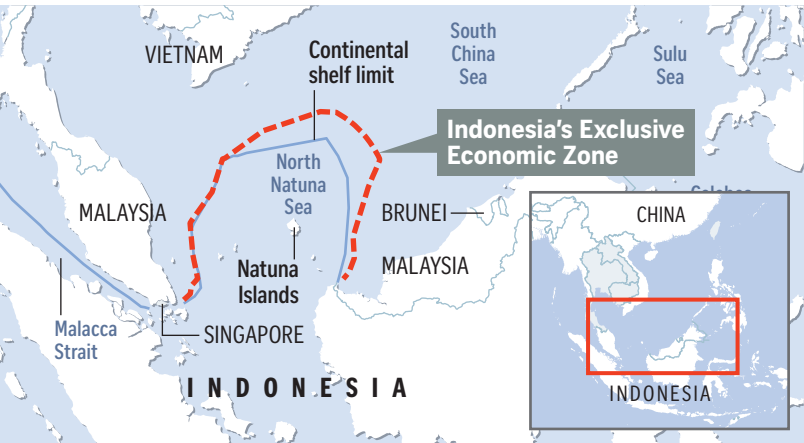 VIETNAM
Continental
shelf limit
South
China
Sea
Sulu
Sea
Indonesia's Exclusive
Economic Zone
North
Natuna
Sea
MALAYSIA
BRUNEI
CHINA
Natuna
Islands
MALAYSIA
Malacca
Strait
SINGAPORE
INDONESIA
INDONESIA